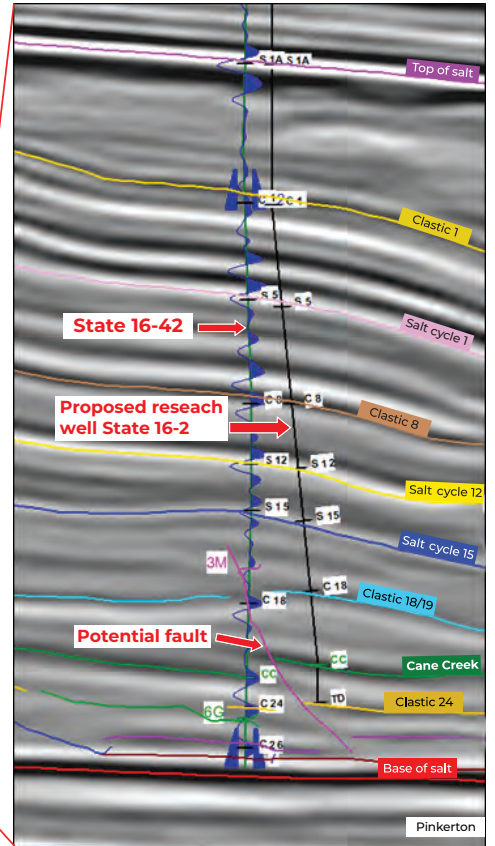 S 1A S 1A
Top of salt
C 1
Clastic 1
S 5
S 5
Salt cycle 1
State 16-42
C 8
C 8
Clastic 8
Proposed reseach
well State 16-2
S 12
S 12
Salt cycle 12
S 15
S 15
Salt cycle 15
3M
C 18
C 18
Clastic 18/19
Potential fault
CC
CC
Cane Creek
TD
6G
C 24
Clastic 24
C 26
Base of salt
Pinkerton